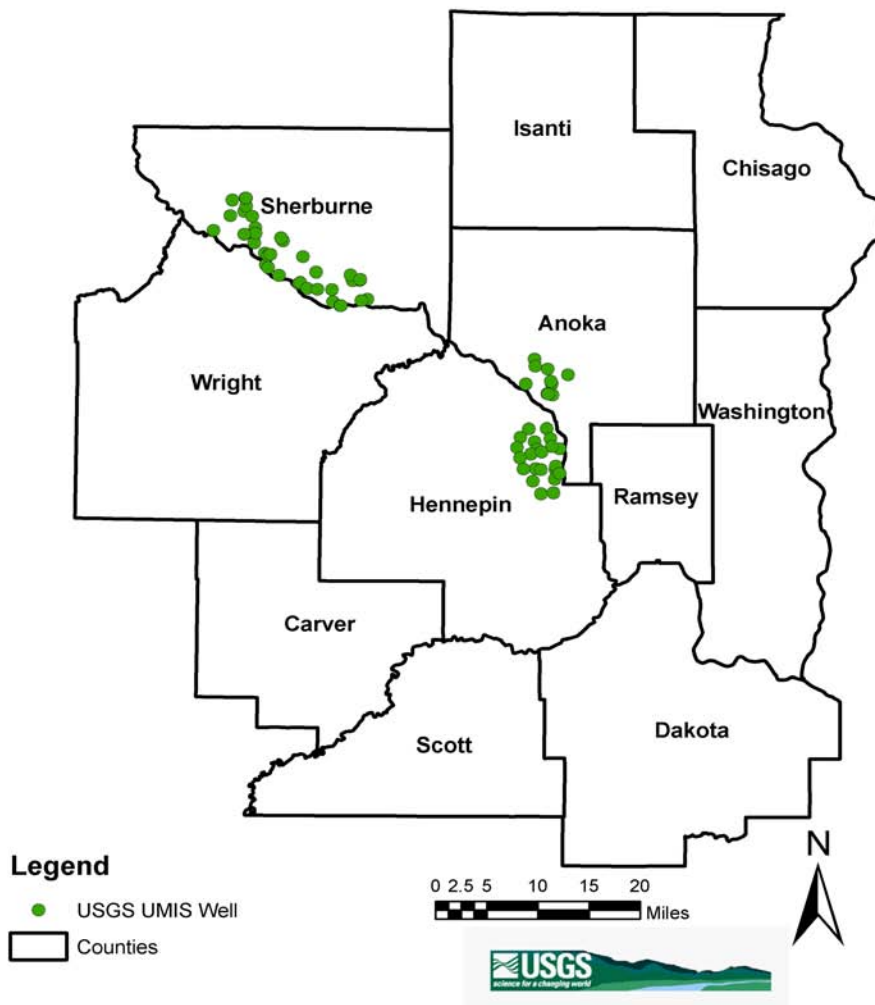 Isanti
Chisago
Sherburne
Anoka
Wright
Washington
Hennepin
Ramsey
Carver
Scott
Dakota
Legend
USGS UMIS Well
Counties
0 2.5 5 10 15 20
Miles
N
USGS
science for a changing world